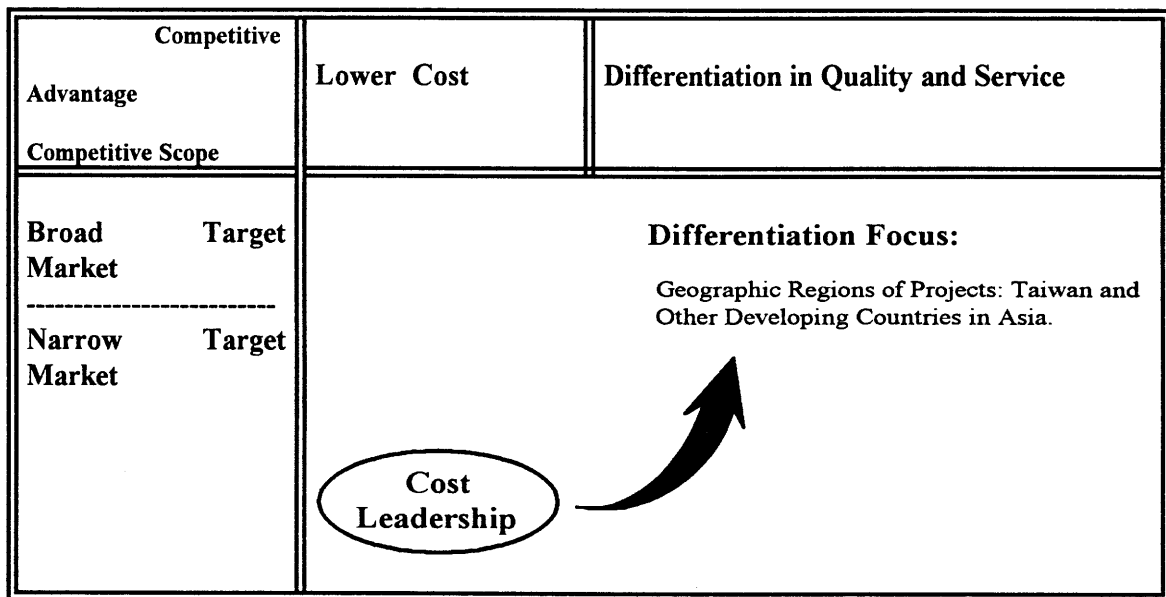 Competitive
Advantage
Competitive Scope
Lower Cost
Differentiation in Quality and Service
Broad Target
Market
---------------------------
Narrow Target
Market
Differentiation Focus:
Geographic Regions of Projects: Taiwan and
Other Developing Countries in Asia.
Cost
Leadership